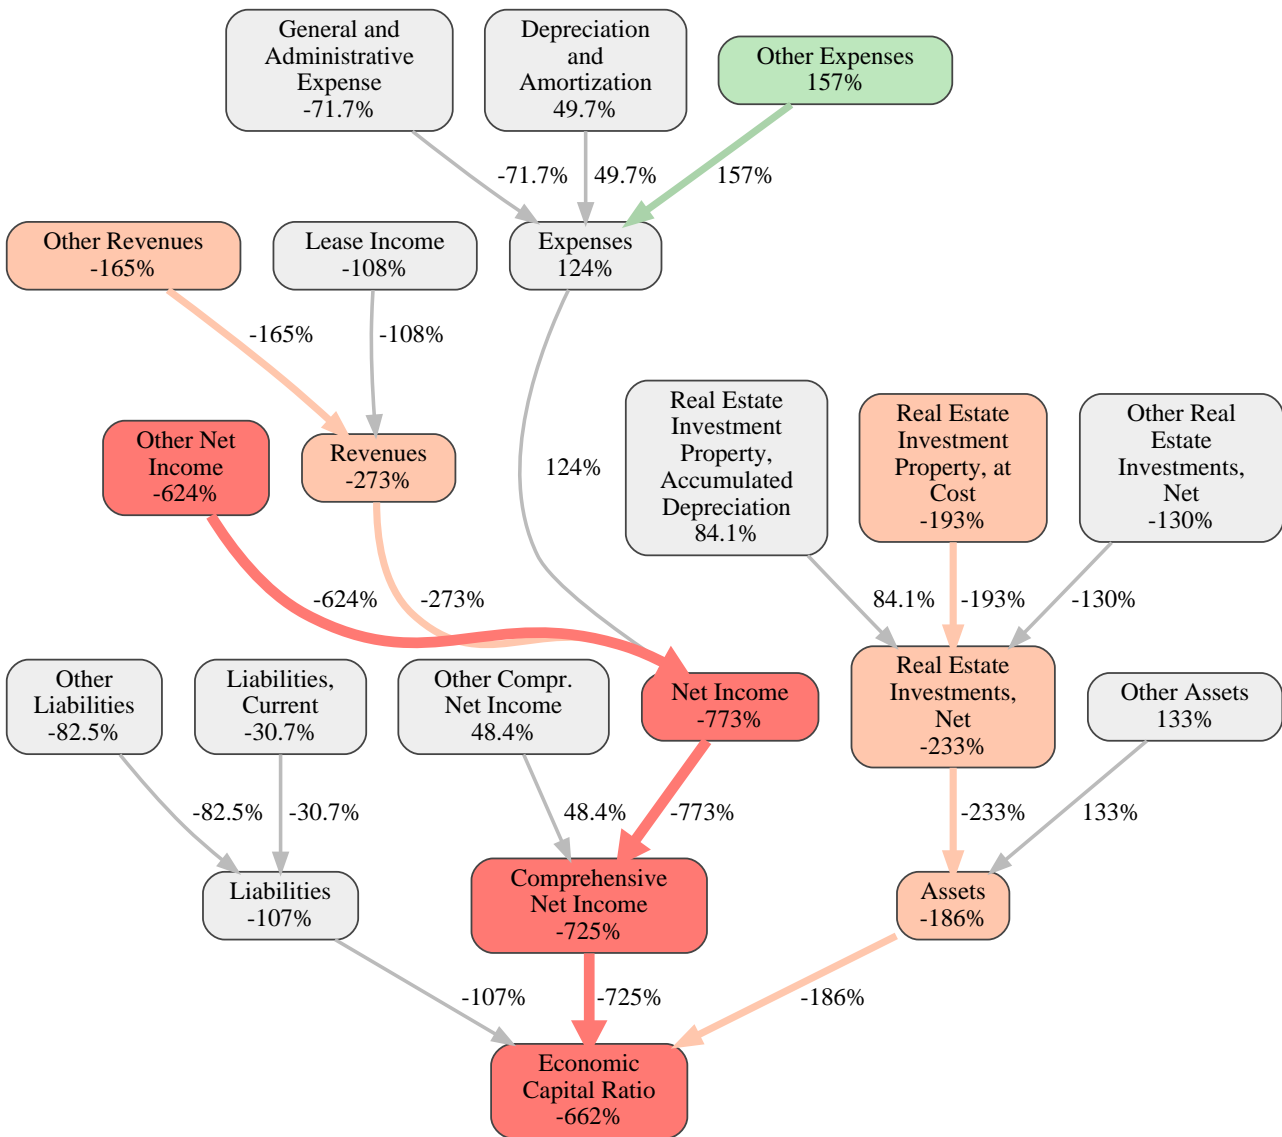 General and
Administrative
Expense
-71.7%
Depreciation
and
Amortization
49.7%
Other Expenses
157%
-71.7%
49.7%
157%
Other Revenues
-165%
Lease Income
-108%
Expenses
124%
-165%
-108%
Other Net
Income
-624%
Revenues
-273%
124%
Real Estate
Investment
Property,
Accumulated
Depreciation
84.1%
Real Estate
Investment
Property, at
Cost
-193%
Other Real
Estate
Investments,
Net
-130%
-624%
-273%
84.1%
-193%
-130%
Other
Liabilities
-82.5%
Liabilities,
Current
-30.7%
Other Compr.
Net Income
48.4%
Net Income
-773%
Real Estate
Investments,
Net
-233%
Other Assets
133%
-82.5%
-30.7%
48.4%
-773%
-233%
133%
Liabilities
-107%
Comprehensive
Net Income
-725%
Assets
-186%
-107%
-725%
-186%
Economic
Capital Ratio
-662%